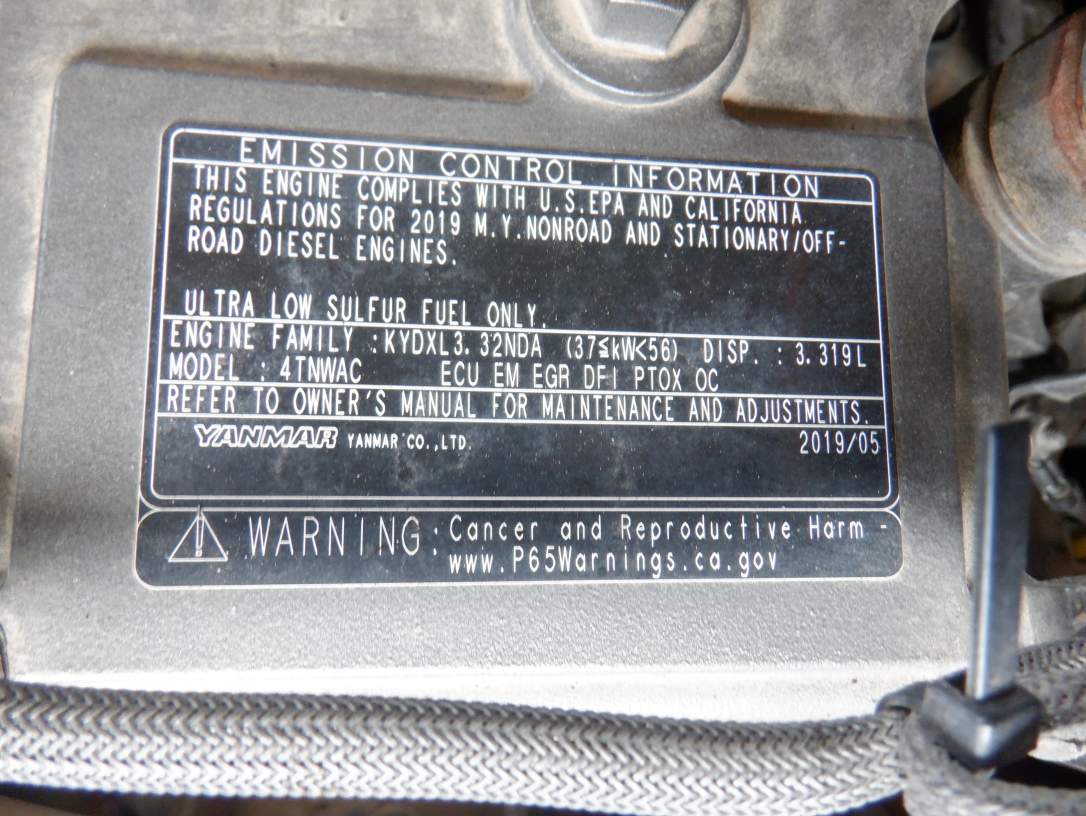 EMISSION CONTROL INFORMATION
THIS ENGINE COMPLIES WITH U.S.EPA AND CALIFORNIA
REGULATIONS FOR 2019 M.Y.NONROAD AND STATIONARY/OFF-
ROAD DIESEL ENGINES.
ULTRA LOW SULFUR FUEL ONLY.
ENGINE FAMILY :KYDXL3.32NDA (37≦kW<56) DISP. : 3.319L
MODEL : 4TNWAC ECU EM EGR DFI PTOX OC
REFER TO OWNER'S MANUAL FOR MAINTENANCE AND ADJUSTMENTS.
YANMAR YANMAR CO.,LTD. 2019/05
WARNING: Cancer and Reproductive Harm -
www.P65Warnings.ca.gov